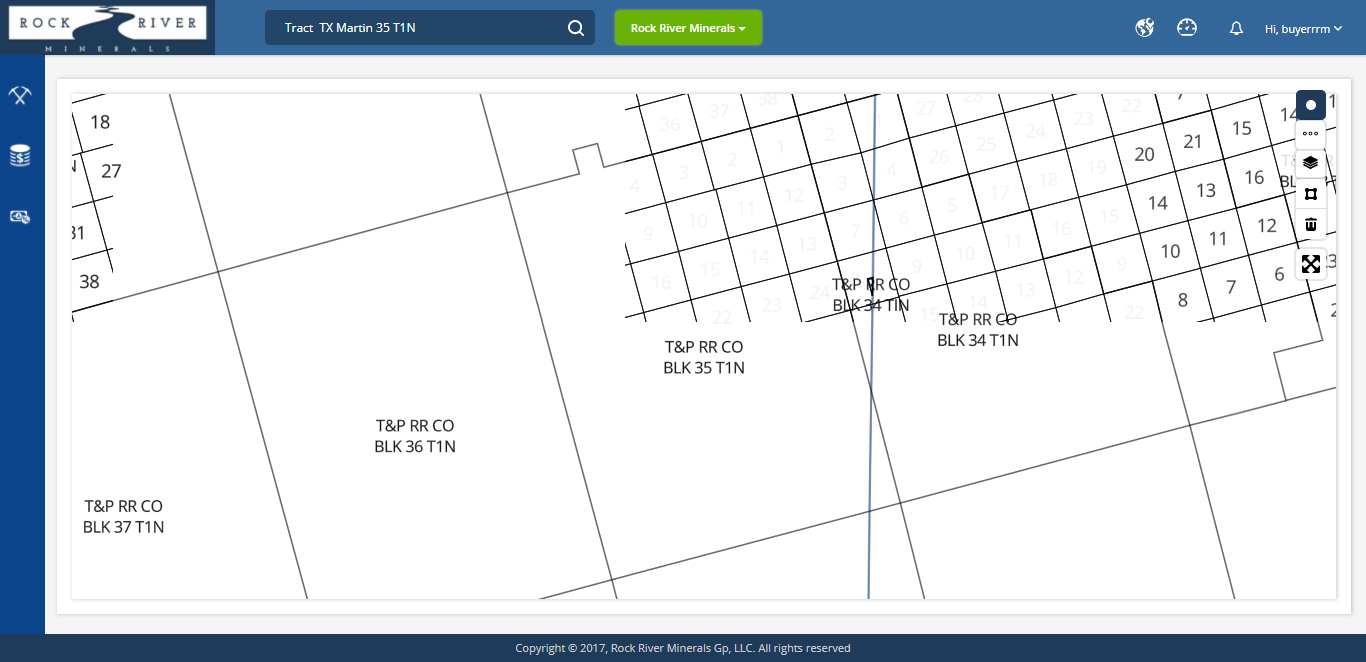 ROCK RIVER
MINERALS
Tract TX Martin 35 T1N
Rock River Minerals
Hi, buyerrrm
18
27
31
38
36 37 38 27 28 24 23 22
3 2 1 2 4 26 25 20 21 15 14
4 11 12 3 5 17 18 19 14 13 16
9 10 14 13 7 6 10 11 16 15 10 11 12
16 15 23 24 9 14 13 12 9 8 7 6
22 15 22
T&P RR CO
BLK 34 TIN
T&P RR CO
BLK 34 T1N
T&P RR CO
BLK 35 T1N
T&P RR CO
BLK 36 T1N
T&P RR CO
BLK 37 T1N
Copyright © 2017, Rock River Minerals Gp, LLC. All rights reserved